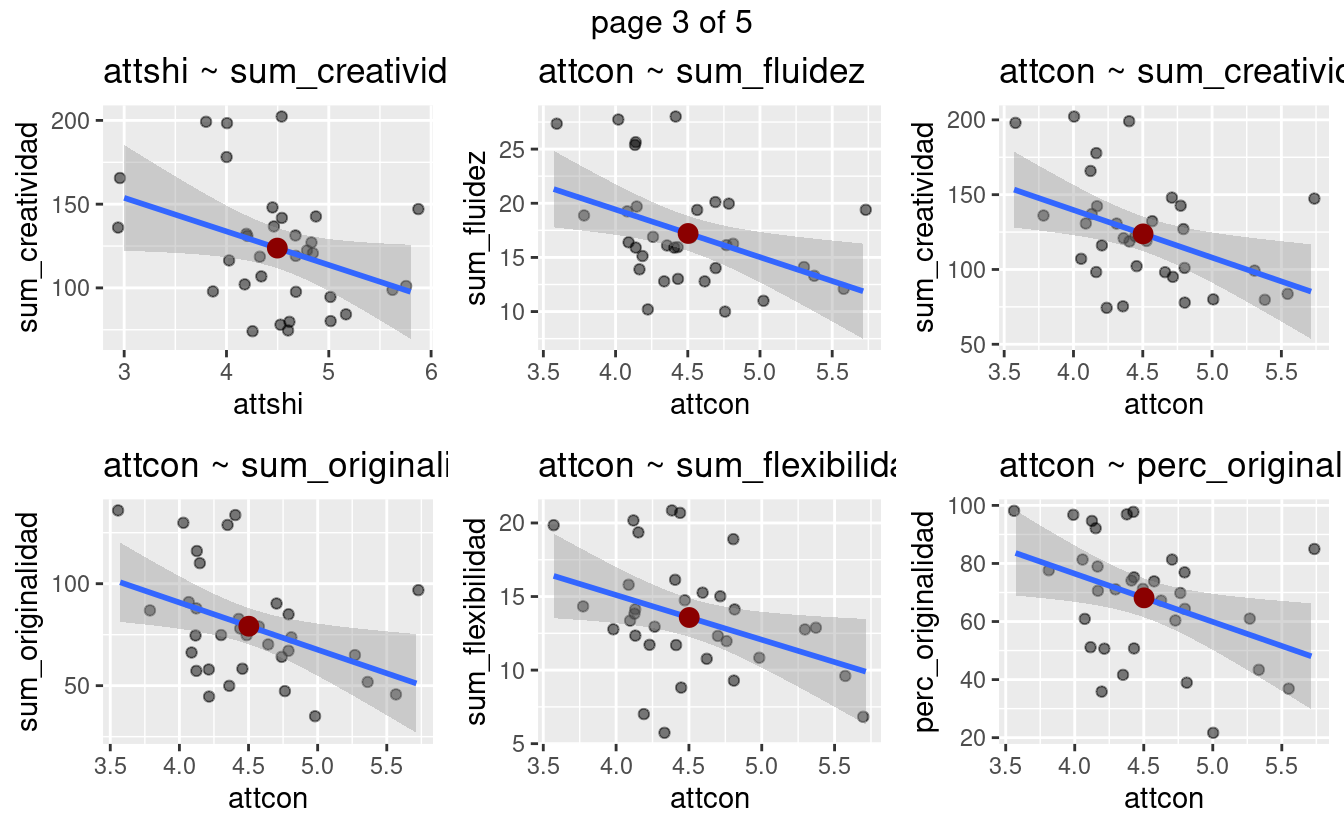 page 3 of 5
attshi ~ sum_creativid
attcon ~ sum_fluidez
attcon ~ sum_creativic
sum_creatividad
200
150
100
3 4 5 6
attshi
sum_fluidez
25
20
15
10
3.5 4.0 4.5 5.0 5.5
attcon
sum_creatividad
200
150
100
50
3.5 4.0 4.5 5.0 5.5
attcon
attcon ~ sum_originali
attcon ~ sum_flexibilida
attcon ~ perc_original
sum_originalidad
100
50
3.5 4.0 4.5 5.0 5.5
attcon
sum_flexibilidad
20
15
10
5
3.5 4.0 4.5 5.0 5.5
attcon
perc_originalidad
100
80
60
40
20
3.5 4.0 4.5 5.0 5.5
attcon